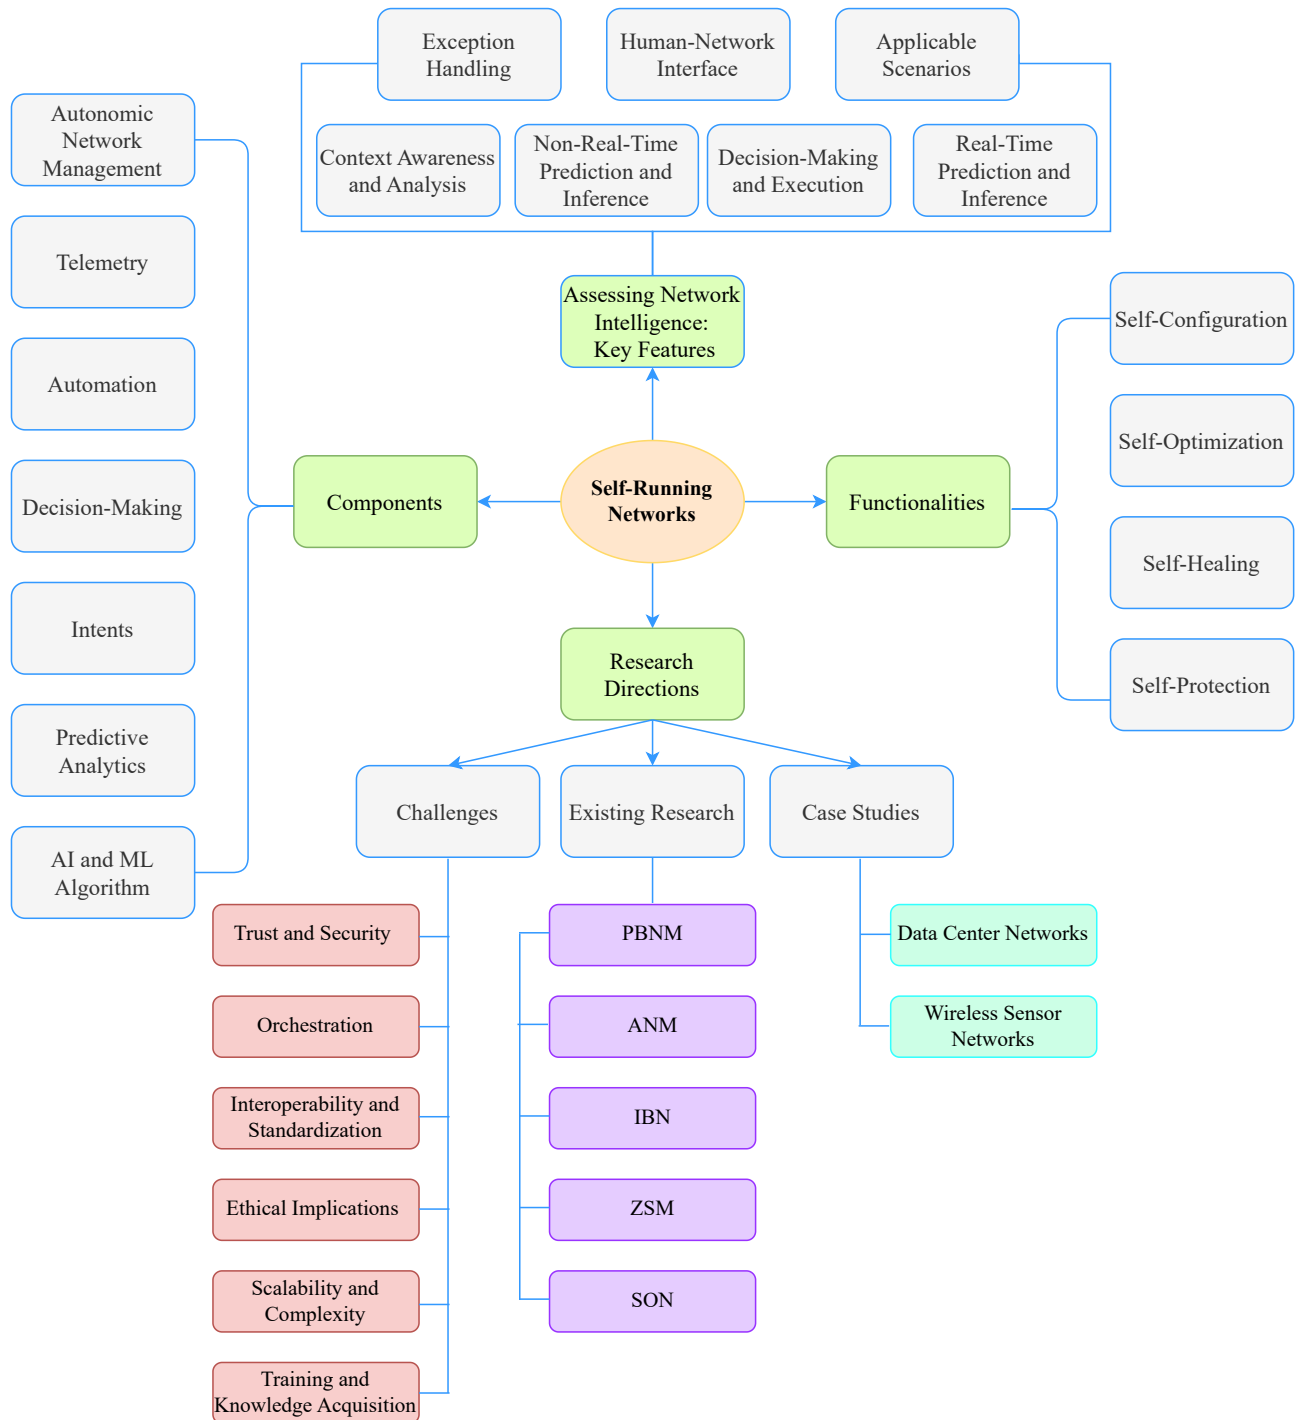 Exception
Handling
Human-Network
Interface
Applicable
Scenarios
Context Awareness
and Analysis
Non-Real-Time
Prediction and
Inference
Decision-Making
and Execution
Real-Time
Prediction and
Inference
Assessing Network
Intelligence:
Key Features
Autonomic
Network
Management
Telemetry
Automation
Decision-Making
Intents
Predictive
Analytics
AI and ML
Algorithm
Components
Self-Running
Networks
Functionalities
Self-Configuration
Self-Optimization
Self-Healing
Self-Protection
Research
Directions
Challenges
Existing Research
Case Studies
Trust and Security
Orchestration
Interoperability and
Standardization
Ethical Implications
Scalability and
Complexity
Training and
Knowledge Acquisition
PBNM
ANM
IBN
ZSM
SON
Data Center Networks
Wireless Sensor
Networks